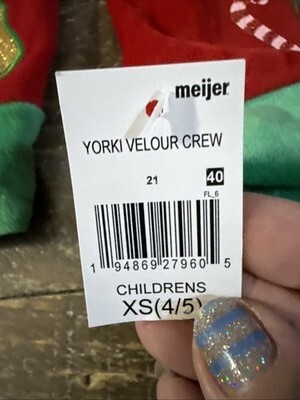 meijer
YORKI VELOUR CREW
21 40
FL_6
1 94869 27960 5
CHILDRENS
XS(4/5)